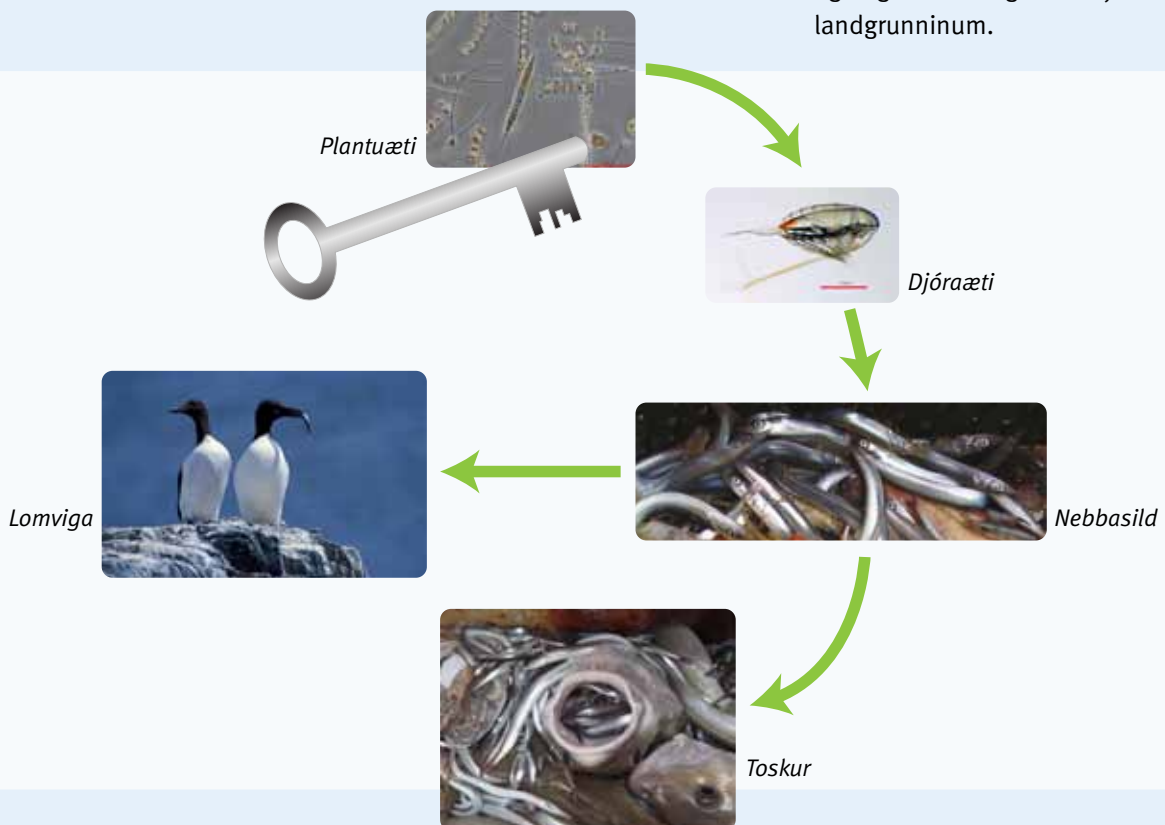 landgrunninum.
Plantuæti
Djóraæti
Lomviga
Nebbasild
Toskur